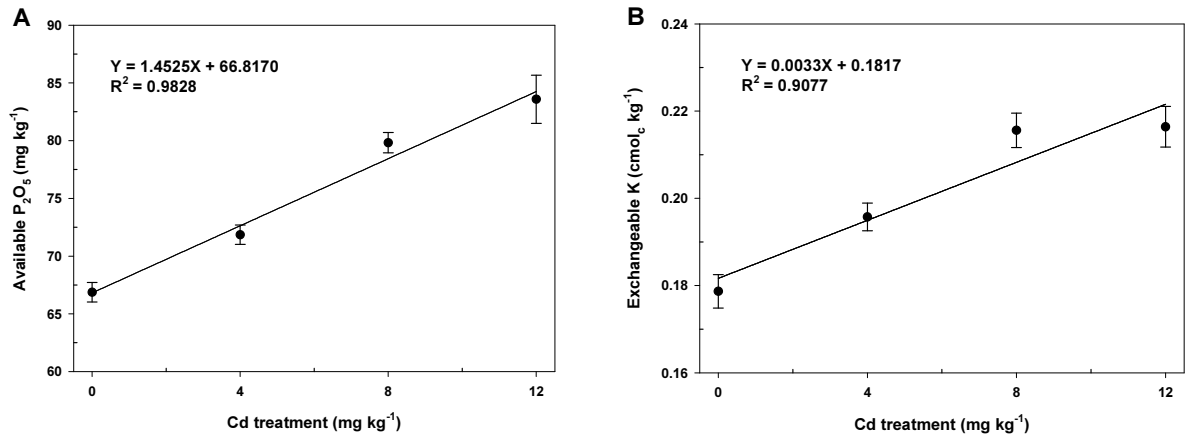 A
Y = 1.4525X + 66.8170
R² = 0.9828
Available P₂O₅ (mg kg⁻¹)
90
85
80
75
70
65
60
0 4 8 12
Cd treatment (mg kg⁻¹)
B
Y = 0.0033X + 0.1817
R² = 0.9077
Exchangeable K (cmol꜀ kg⁻¹)
0.24
0.22
0.20
0.18
0.16
0 4 8 12
Cd treatment (mg kg⁻¹)